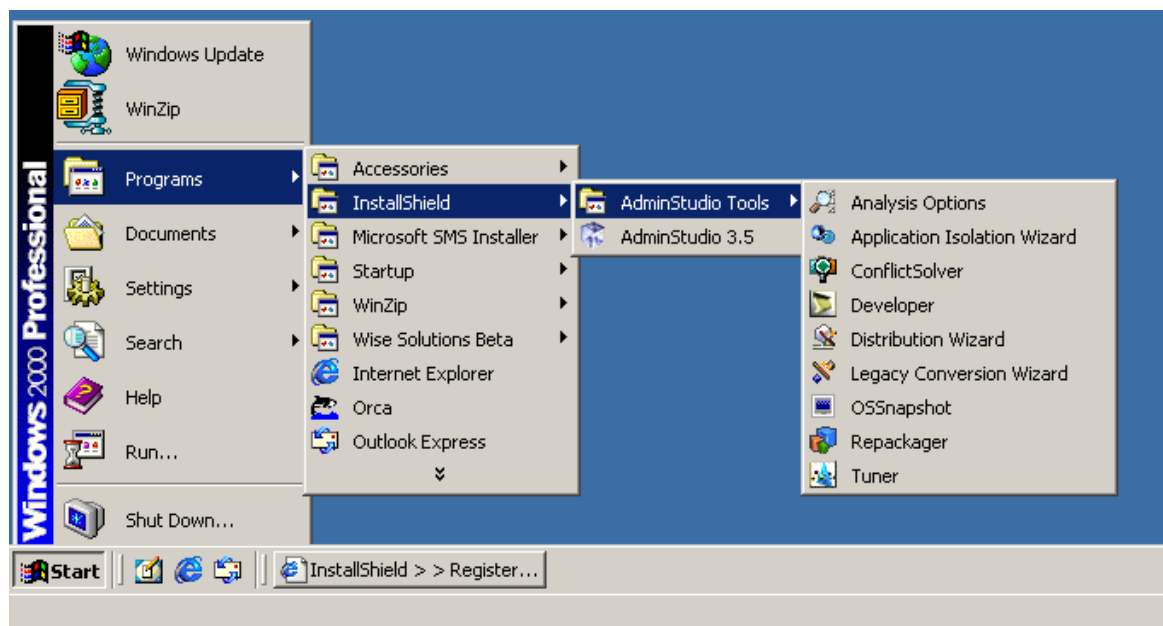 Windows 2000 Professional
Windows Update
WinZip
Programs
Documents
Settings
Search
Help
Run...
Shut Down...
Accessories
InstallShield
Microsoft SMS Installer
Startup
WinZip
Wise Solutions Beta
Internet Explorer
Orca
Outlook Express
AdminStudio Tools
AdminStudio 3.5
Analysis Options
Application Isolation Wizard
ConflictSolver
Developer
Distribution Wizard
Legacy Conversion Wizard
OSSnapshot
Repackager
Tuner
Start
InstallShield > > Register...